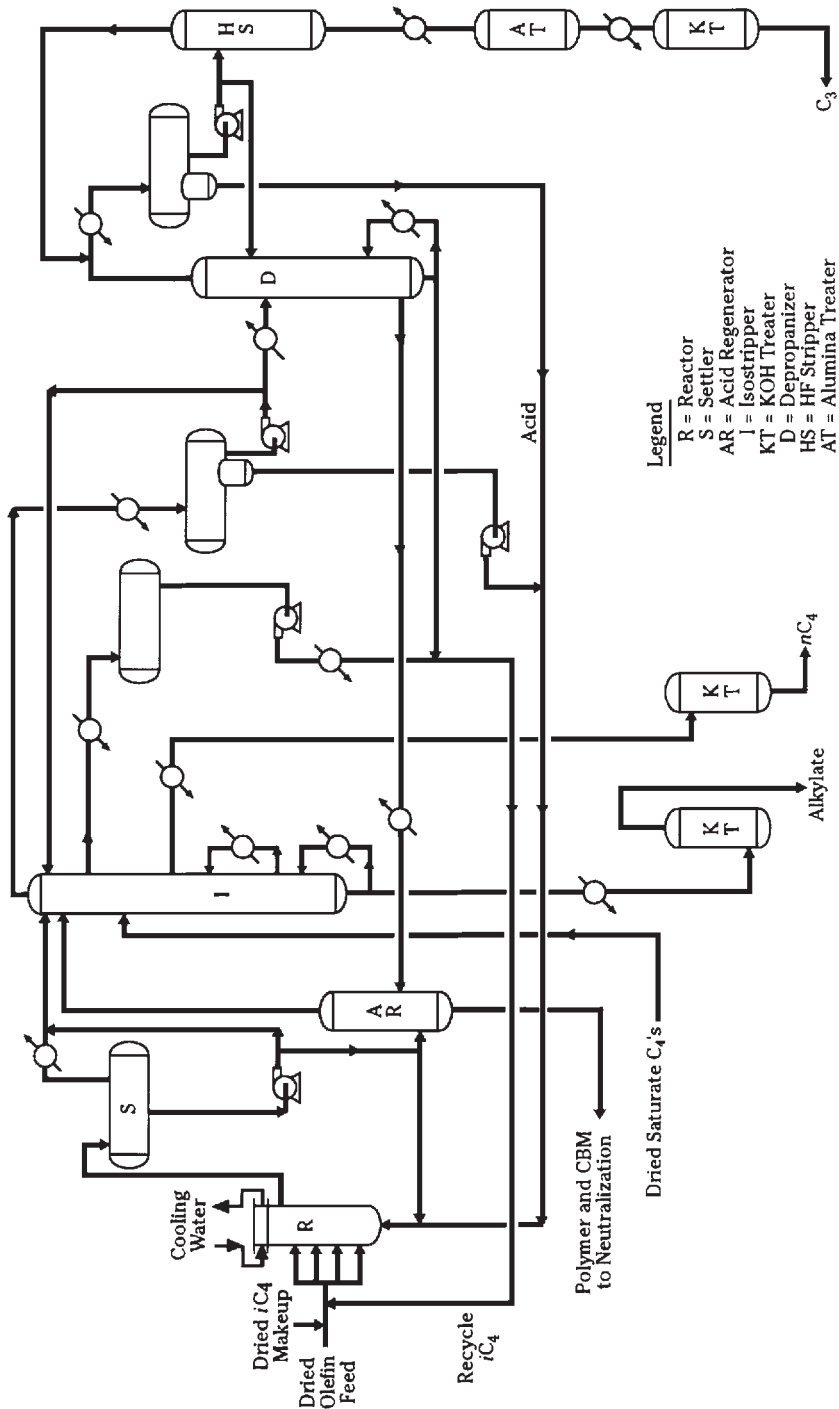 Cooling
Water
R
S
Dried iC4
Makeup
Dried
Olefin
Feed
Recycle
iC4
A
R
Polymer and CBM
to Neutralization
Dried Saturate C4's
I
K
T
Alkylate
K
T
nC4
Acid
D
H
S
A
T
K
T
C3
Legend
R = Reactor
S = Settler
AR = Acid Regenerator
I = Isostripper
KT = KOH Treater
D = Depropanizer
HS = HF Stripper
AT = Alumina Treater